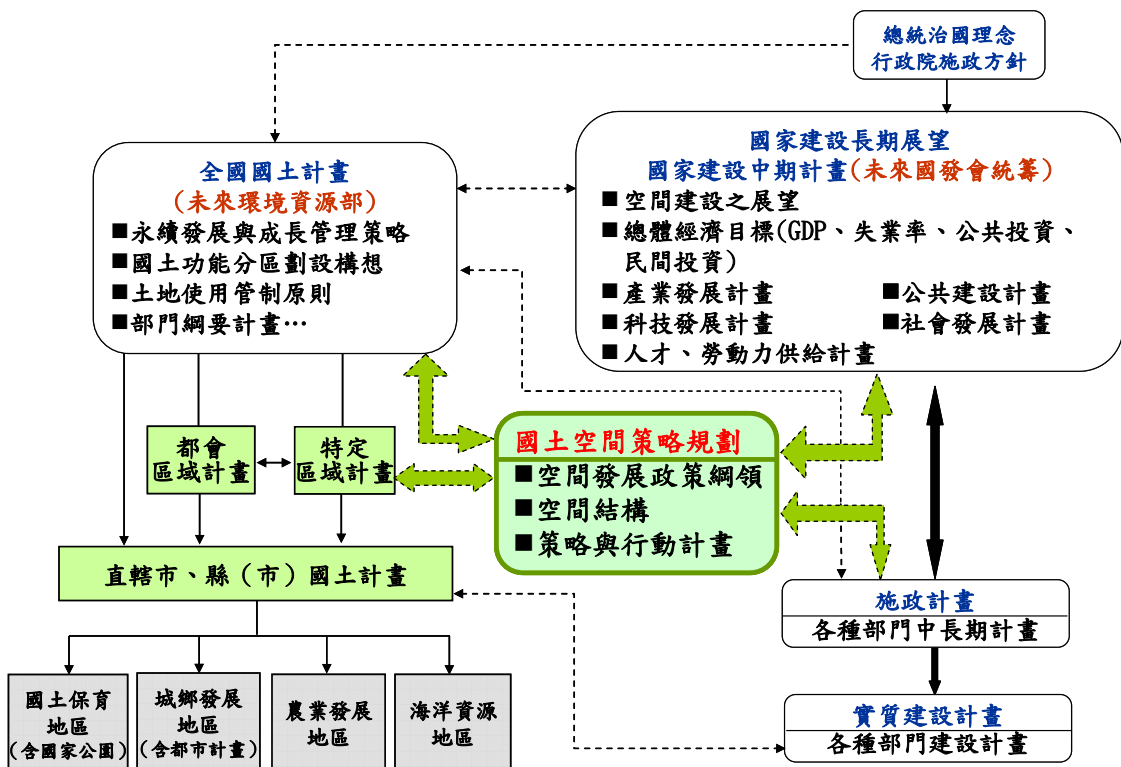 總統治國理念
行政院施政方針
國家建設長期展望
國家建設中期計畫(未來國發會統籌)
■空間建設之展望
■總體經濟目標(GDP、失業率、公共投資、
民間投資)
■產業發展計畫 ■公共建設計畫
■科技發展計畫 ■社會發展計畫
■人才、勞動力供給計畫
全國國土計畫
(未來環境資源部)
■永續發展與成長管理策略
■國土功能分區劃設構想
■土地使用管制原則
■部門綱要計畫…
都會
區域計畫
特定
區域計畫
國土空間策略規劃
■空間發展政策綱領
■空間結構
■策略與行動計畫
直轄市、縣（市）國土計畫
施政計畫
各種部門中長期計畫
國土保育
地區
(含國家公園)
城鄉發展
地區
(含都市計畫)
農業發展
地區
海洋資源
地區
實質建設計畫
各種部門建設計畫